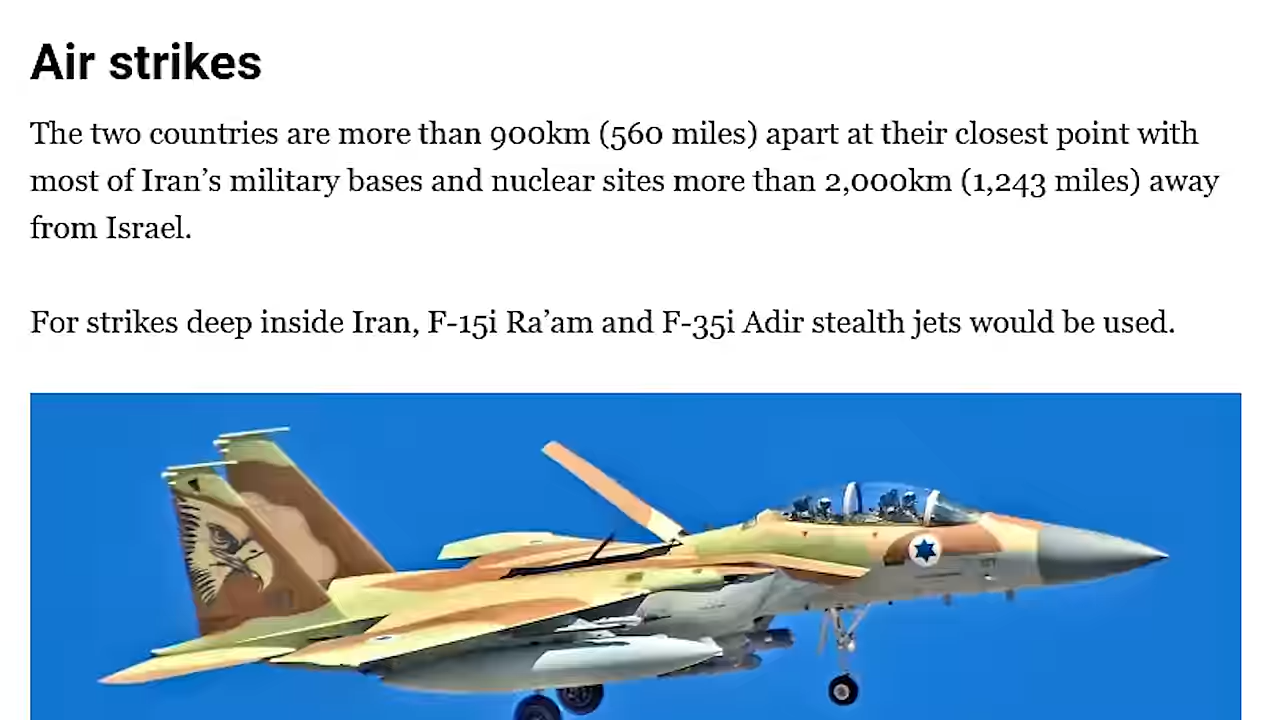 Air strikes
The two countries are more than 900km (560 miles) apart at their closest point with
most of Iran’s military bases and nuclear sites more than 2,000km (1,243 miles) away
from Israel.
For strikes deep inside Iran, F-15i Ra’am and F-35i Adir stealth jets would be used.